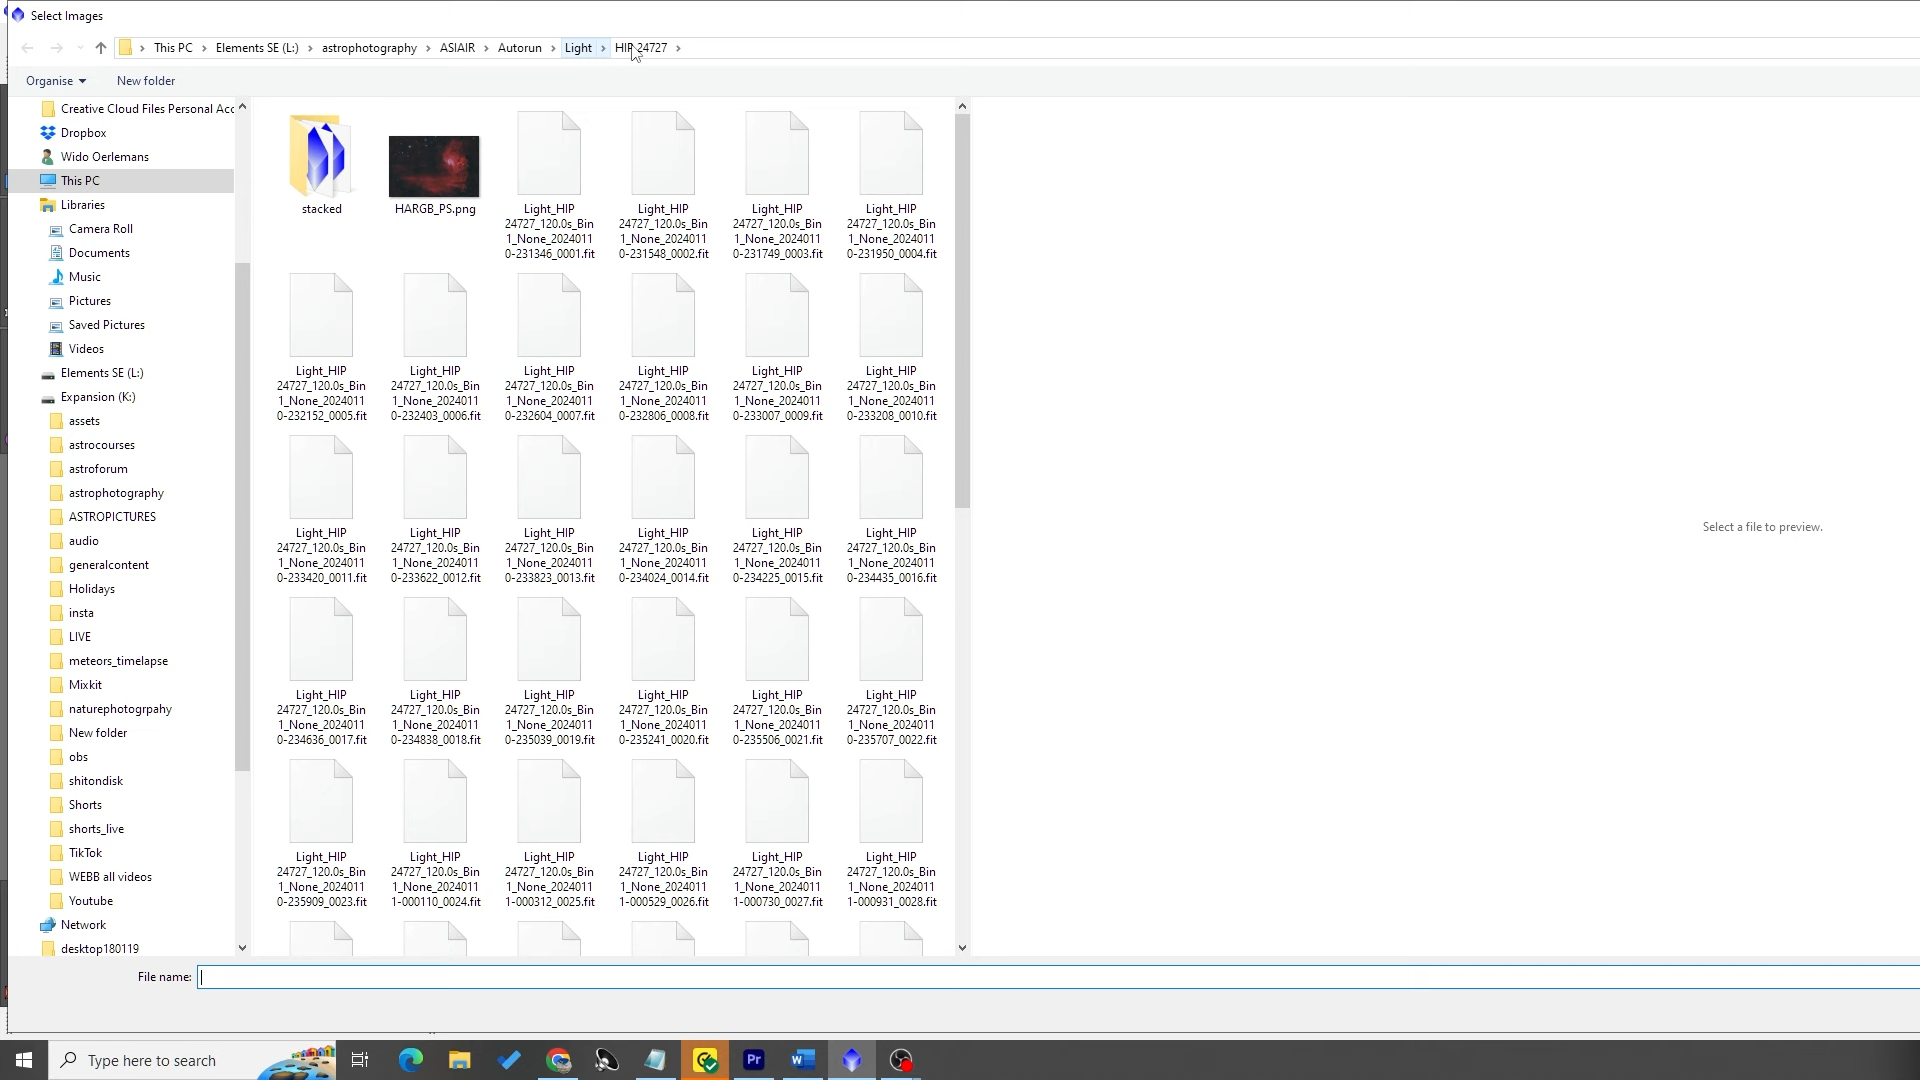 Select Images
This PC
Elements SE (L:)
astrophotography
ASIAIR
Autorun
Light
HIP 24727
Organise
New folder
Creative Cloud Files Personal Acc
Dropbox
Wido Oerlemans
This PC
Libraries
Camera Roll
Documents
Music
Pictures
Saved Pictures
Videos
Elements SE (L:)
Expansion (K:)
assets
astrocourses
astroforum
astrophotography
ASTROPICTURES
audio
generalcontent
Holidays
insta
LIVE
meteors_timelapse
Mixkit
naturephotogrpahy
New folder
obs
shitondisk
Shorts
shorts_live
TikTok
WEBB all videos
Youtube
Network
desktop180119
stacked
HARGB_PS.png
Light_HIP
24727_120.0s_Bin
1_None_2024011
0-231346_0001.fit
Light_HIP
24727_120.0s_Bin
1_None_2024011
0-231548_0002.fit
Light_HIP
24727_120.0s_Bin
1_None_2024011
0-231749_0003.fit
Light_HIP
24727_120.0s_Bin
1_None_2024011
0-231950_0004.fit
Light_HIP
24727_120.0s_Bin
1_None_2024011
0-232152_0005.fit
Light_HIP
24727_120.0s_Bin
1_None_2024011
0-232403_0006.fit
Light_HIP
24727_120.0s_Bin
1_None_2024011
0-232604_0007.fit
Light_HIP
24727_120.0s_Bin
1_None_2024011
0-232806_0008.fit
Light_HIP
24727_120.0s_Bin
1_None_2024011
0-233007_0009.fit
Light_HIP
24727_120.0s_Bin
1_None_2024011
0-233208_0010.fit
Light_HIP
24727_120.0s_Bin
1_None_2024011
0-233420_0011.fit
Light_HIP
24727_120.0s_Bin
1_None_2024011
0-233622_0012.fit
Light_HIP
24727_120.0s_Bin
1_None_2024011
0-233823_0013.fit
Light_HIP
24727_120.0s_Bin
1_None_2024011
0-234024_0014.fit
Light_HIP
24727_120.0s_Bin
1_None_2024011
0-234225_0015.fit
Light_HIP
24727_120.0s_Bin
1_None_2024011
0-234435_0016.fit
Light_HIP
24727_120.0s_Bin
1_None_2024011
0-234636_0017.fit
Light_HIP
24727_120.0s_Bin
1_None_2024011
0-234838_0018.fit
Light_HIP
24727_120.0s_Bin
1_None_2024011
0-235039_0019.fit
Light_HIP
24727_120.0s_Bin
1_None_2024011
0-235241_0020.fit
Light_HIP
24727_120.0s_Bin
1_None_2024011
0-235506_0021.fit
Light_HIP
24727_120.0s_Bin
1_None_2024011
0-235707_0022.fit
Light_HIP
24727_120.0s_Bin
1_None_2024011
0-235909_0023.fit
Light_HIP
24727_120.0s_Bin
1_None_2024011
1-000110_0024.fit
Light_HIP
24727_120.0s_Bin
1_None_2024011
1-000312_0025.fit
Light_HIP
24727_120.0s_Bin
1_None_2024011
1-000529_0026.fit
Light_HIP
24727_120.0s_Bin
1_None_2024011
1-000730_0027.fit
Light_HIP
24727_120.0s_Bin
1_None_2024011
1-000931_0028.fit
Select a file to preview.
File name:
Type here to search
Pr
W